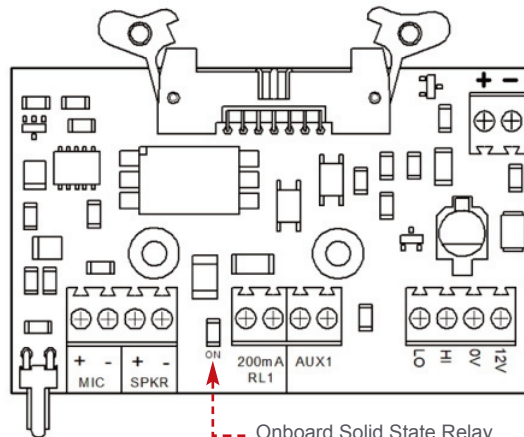 + -
+ - + -
MIC SPKR
ON
200mA
RL1
AUX1
LO HI 0V 12V
Onboard Solid State Relay